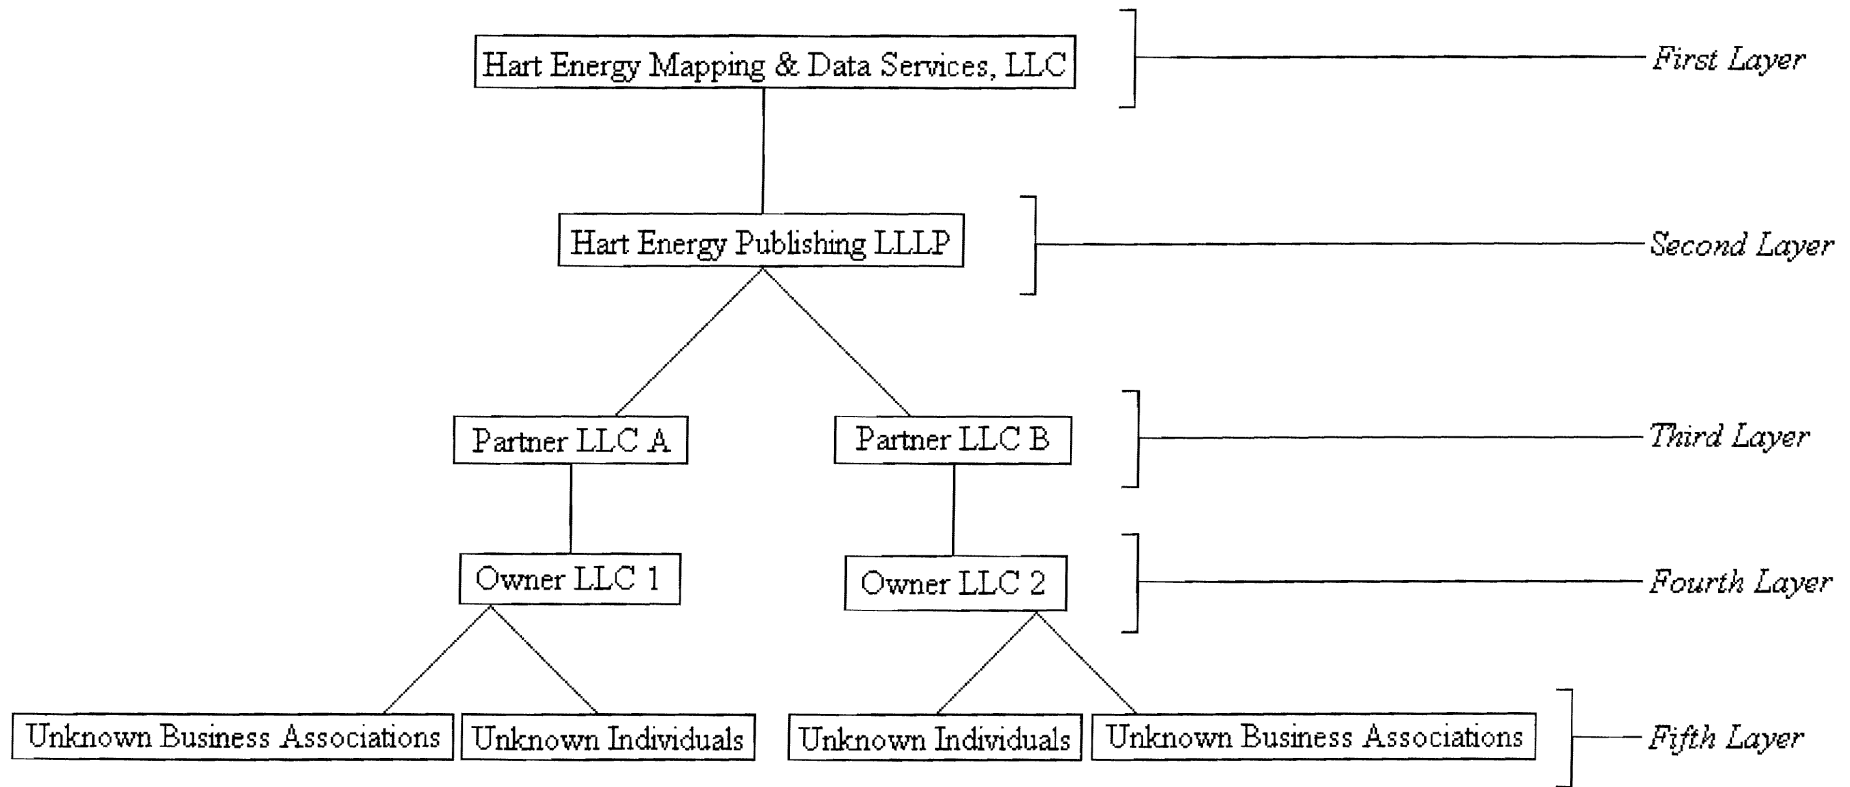 Hart Energy Mapping & Data Services, LLC
First Layer
Hart Energy Publishing LLLP
Second Layer
Partner LLC A
Partner LLC B
Third Layer
Owner LLC 1
Owner LLC 2
Fourth Layer
Unknown Business Associations
Unknown Individuals
Unknown Individuals
Unknown Business Associations
Fifth Layer